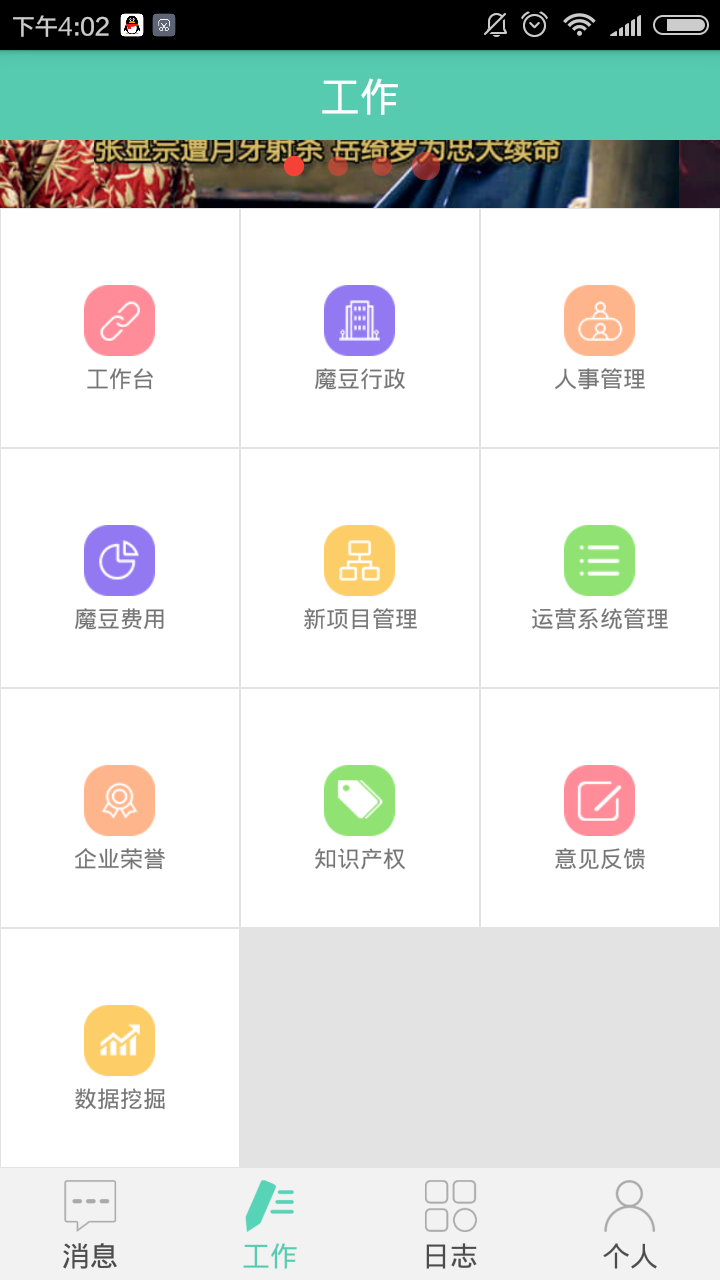 下午4:02
工作
张显宗遭月牙射杀 岳绮罗为忠犬续命
工作台
魔豆行政
人事管理
魔豆费用
新项目管理
运营系统管理
企业荣誉
知识产权
意见反馈
数据挖掘
消息
工作
日志
个人